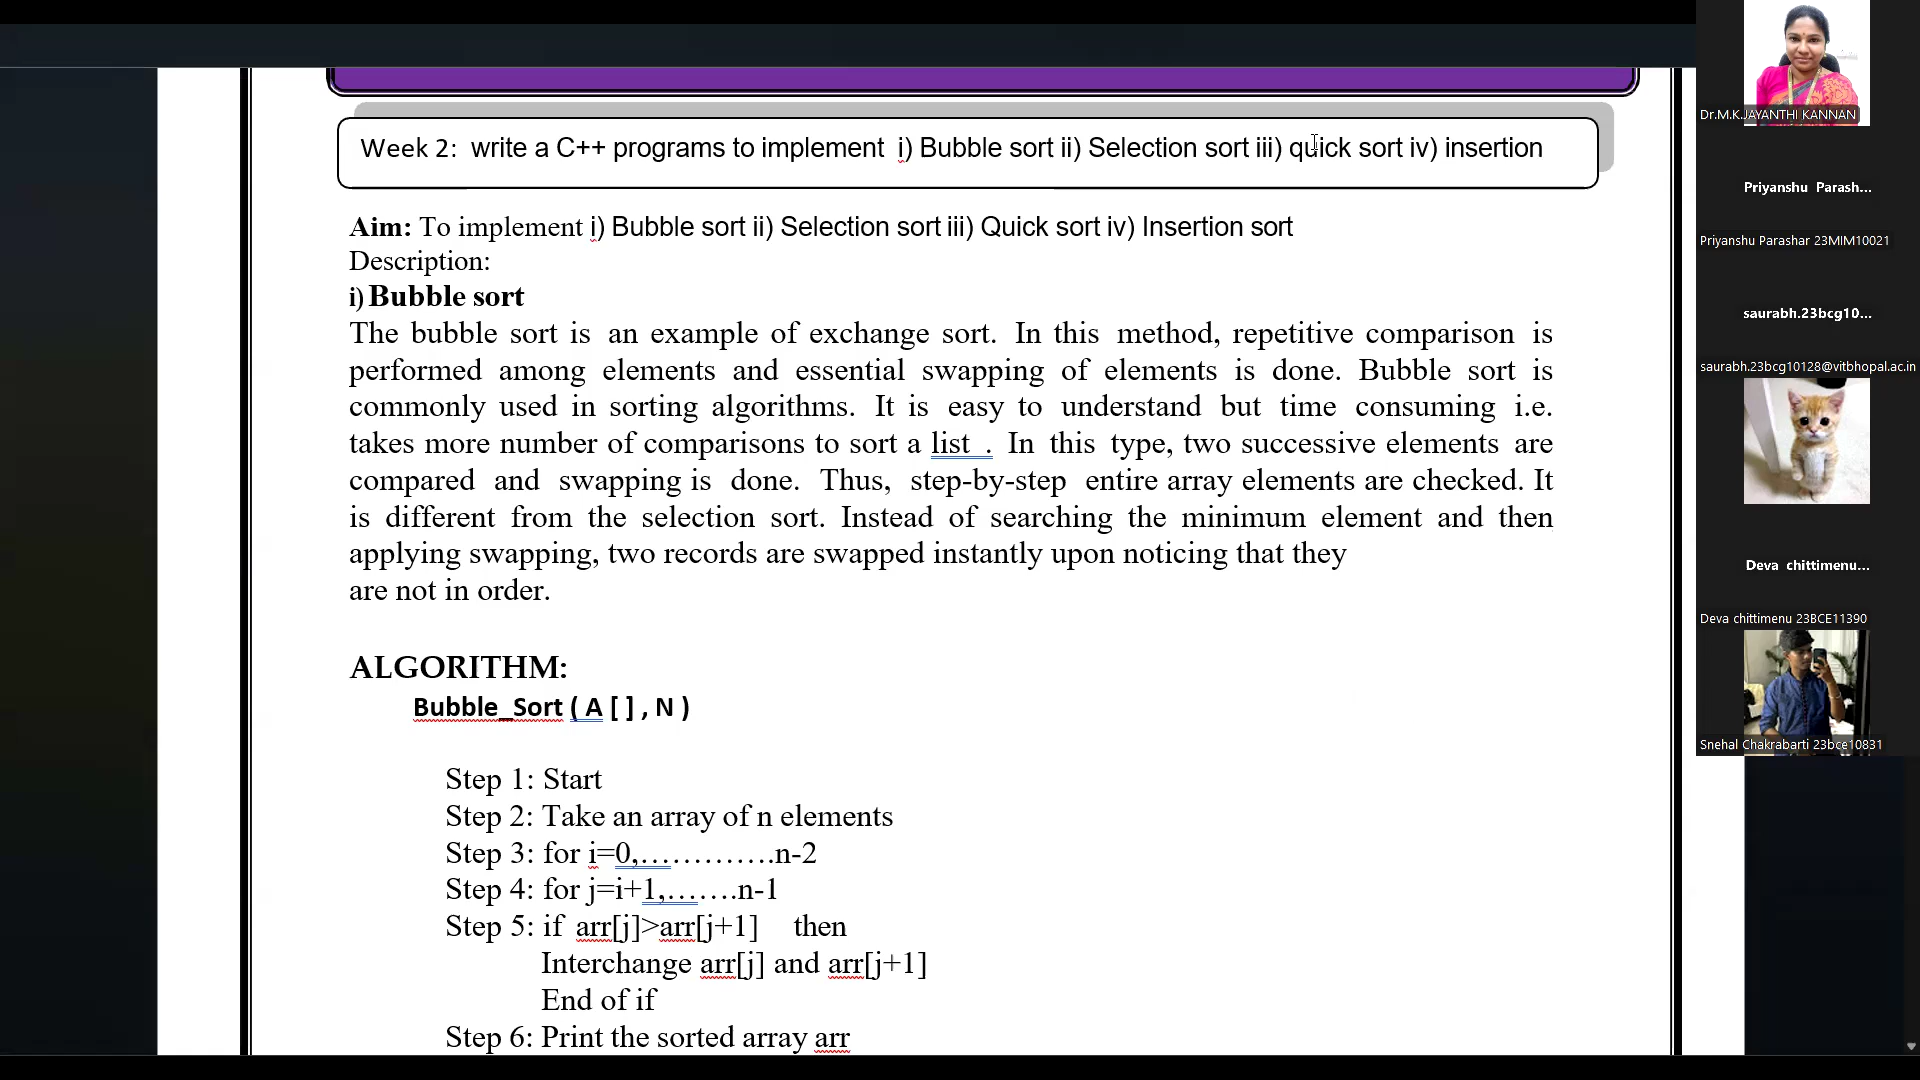 Week 2: write a C++ programs to implement i) Bubble sort ii) Selection sort iii) quick sort iv) insertion
Aim: To implement i) Bubble sort ii) Selection sort iii) Quick sort iv) Insertion sort
Description:
i) Bubble sort
The bubble sort is an example of exchange sort. In this method, repetitive comparison is
performed among elements and essential swapping of elements is done. Bubble sort is
commonly used in sorting algorithms. It is easy to understand but time consuming i.e.
takes more number of comparisons to sort a list . In this type, two successive elements are
compared and swapping is done. Thus, step-by-step entire array elements are checked. It
is different from the selection sort. Instead of searching the minimum element and then
applying swapping, two records are swapped instantly upon noticing that they
are not in order.
ALGORITHM:
Bubble_Sort ( A [ ] , N )
Step 1: Start
Step 2: Take an array of n elements
Step 3: for i=0,………….n-2
Step 4: for j=i+1,…….n-1
Step 5: if arr[j]>arr[j+1] then
Interchange arr[j] and arr[j+1]
End of if
Step 6: Print the sorted array arr
Dr.M.K.JAYANTHI KANNAN
Priyanshu Parash...
Priyanshu Parashar 23MIM10021
saurabh.23bcg10...
saurabh.23bcg10128@vitbhopal.ac.in
Deva chittimenu...
Deva chittimenu 23BCE11390
Snehal Chakrabarti 23bce10831